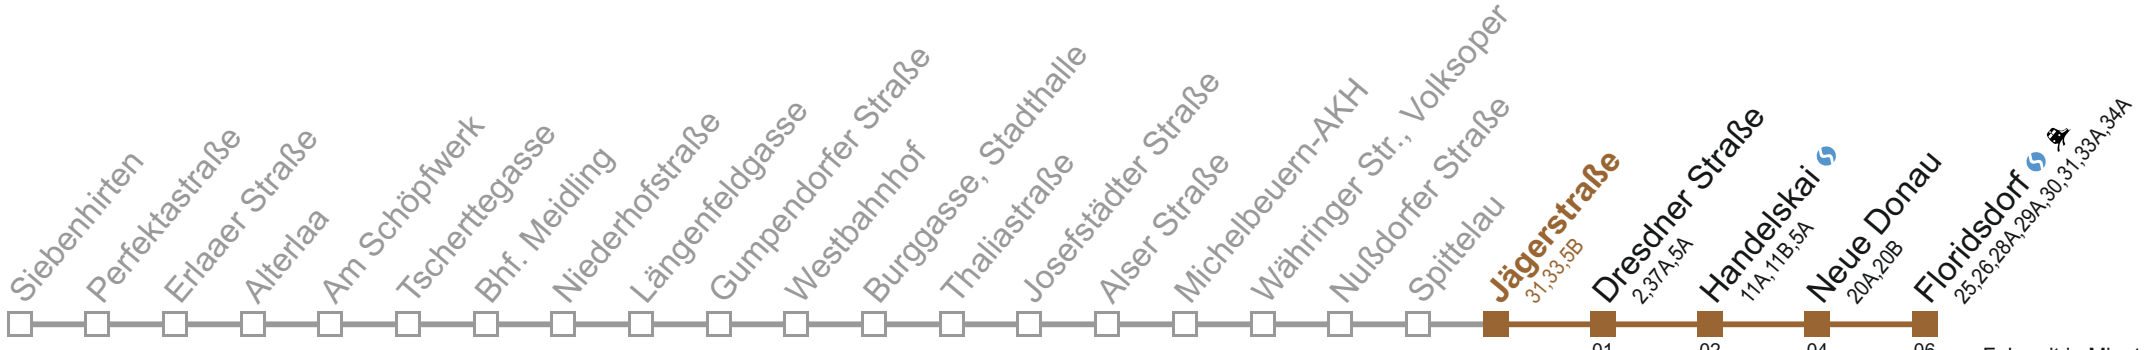 Siebenhirten
Perfektastraße
Erlaaer Straße
Alterlaa
Am Schöpfwerk
Tscherttegasse
Bhf. Meidling
Niederhofstraße
Längenfeldgasse
Gumpendorfer Straße
Westbahnhof
Burggasse, Stadthalle
Thaliastraße
Josefstädter Straße
Alser Straße
Michelbeuern-AKH
Währinger Str., Volksoper
Nußdorfer Straße
Spittelau
Jägerstraße
31,33,5B
Dresdner Straße
2,37A,5A
Handelskai
11A,11B,5A
Neue Donau
20A,20B
Floridsdorf
25,26,28A,29A,30,31,33A,34A